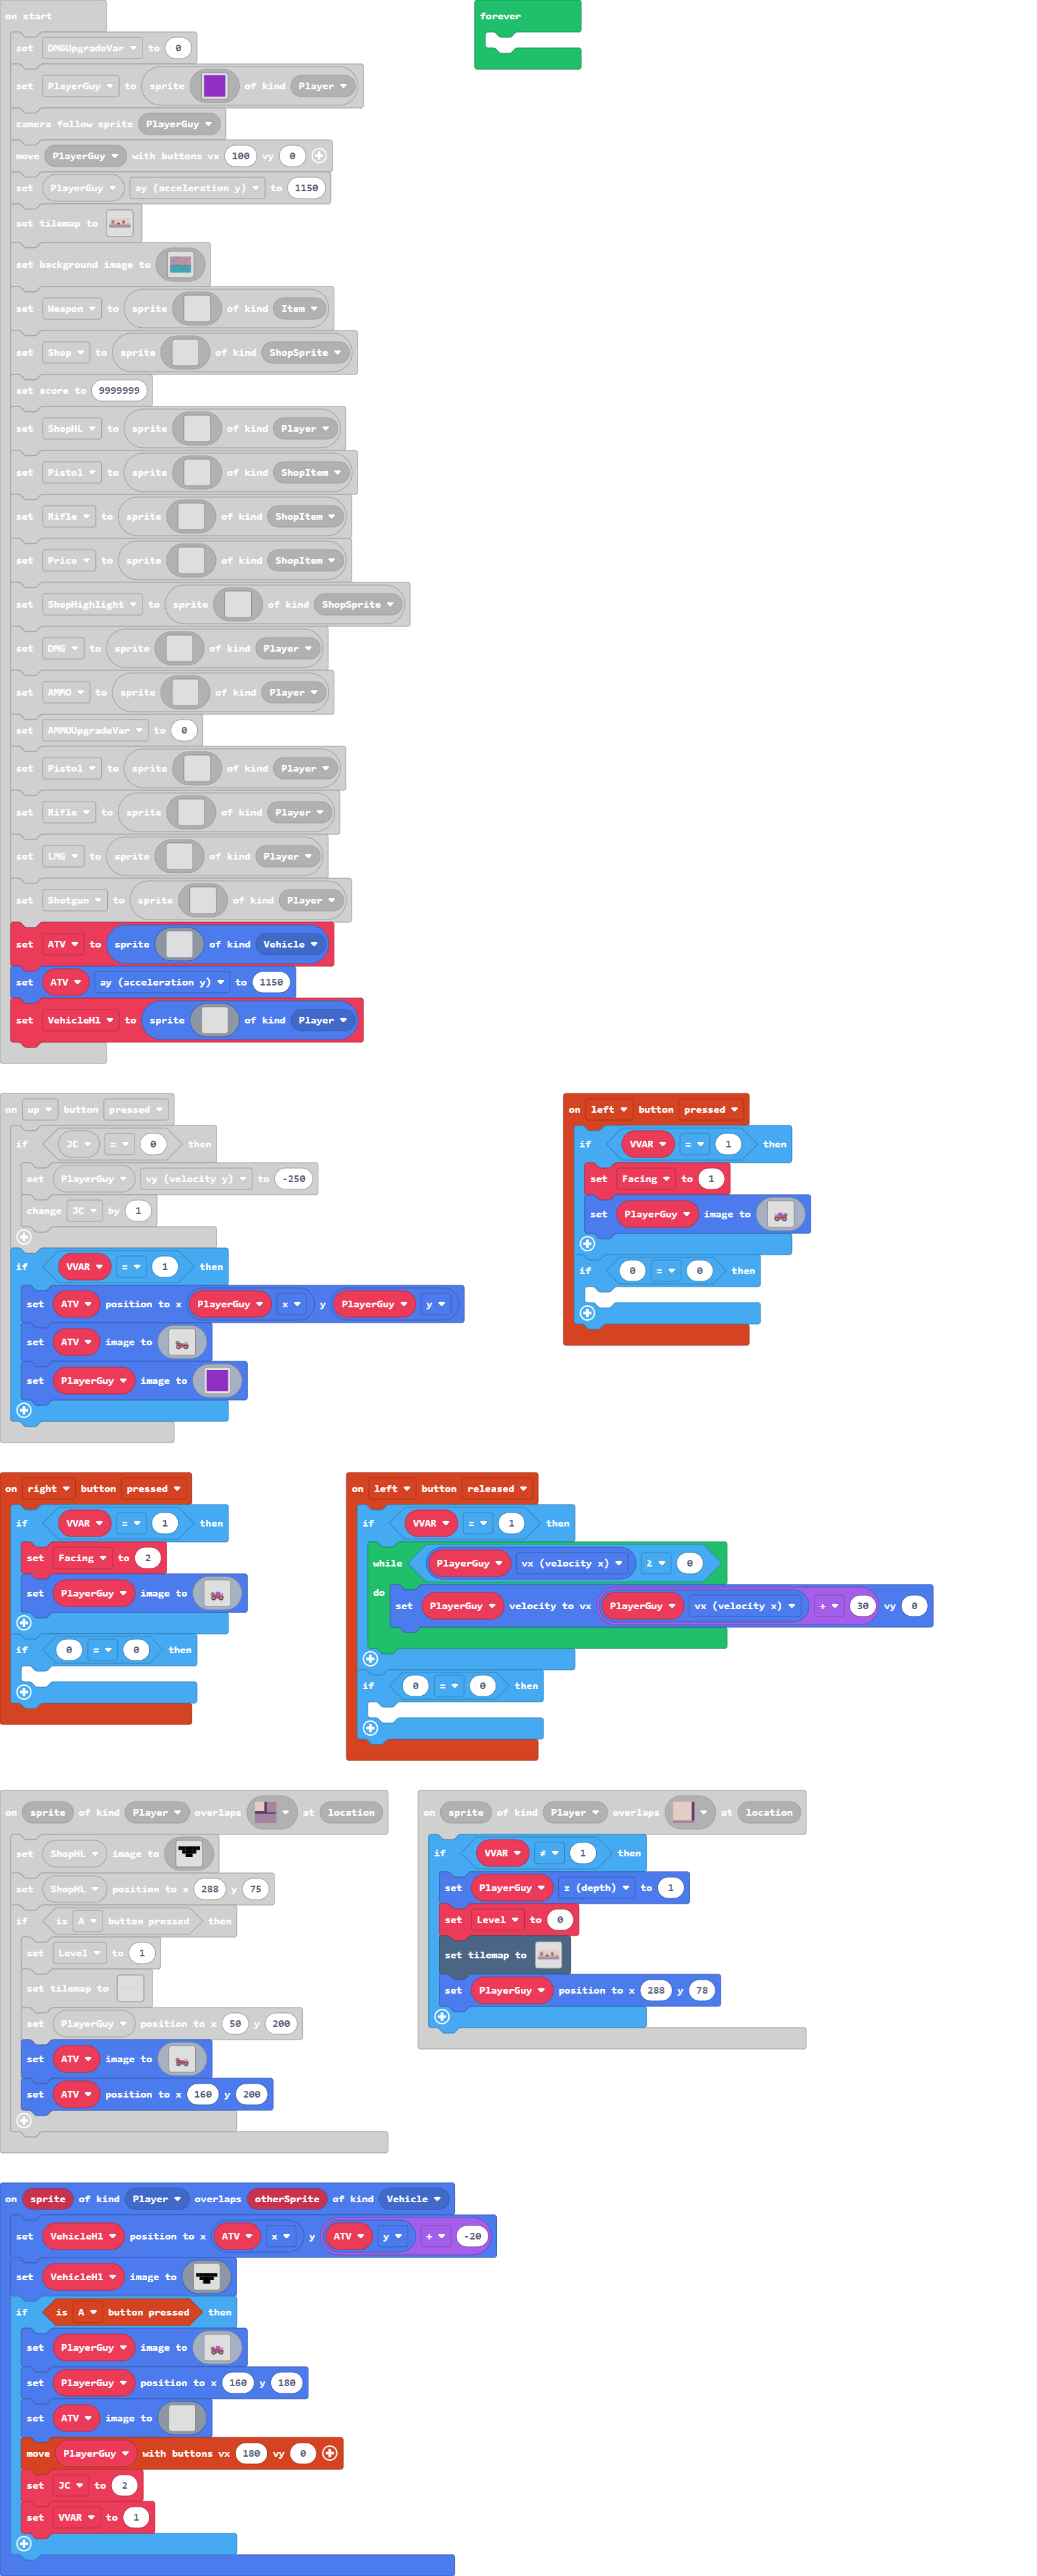 on start
set DMGUpgradeVar to 0
set PlayerGuy to sprite of kind Player
camera follow sprite PlayerGuy
move PlayerGuy with buttons vx 100 vy 0
set PlayerGuy ay (acceleration y) to 1150
set tilemap to
set background image to
set Weapon to sprite of kind Item
set Shop to sprite of kind ShopSprite
set score to 9999999
set ShopHL to sprite of kind Player
set Pistol to sprite of kind ShopItem
set Rifle to sprite of kind ShopItem
set Price to sprite of kind ShopItem
set ShopHighlight to sprite of kind ShopSprite
set DMG to sprite of kind Player
set AMMO to sprite of kind Player
set AMMOUpgradeVar to 0
set Pistol to sprite of kind Player
set Rifle to sprite of kind Player
set LMG to sprite of kind Player
set Shotgun to sprite of kind Player
set ATV to sprite of kind Vehicle
set ATV ay (acceleration y) to 1150
set VehicleHl to sprite of kind Player
forever
on up button pressed
if JC = 0 then
set PlayerGuy vy (velocity y) to -250
change JC by 1
if VVAR = 1 then
set ATV position to x PlayerGuy x y PlayerGuy y
set ATV image to
set PlayerGuy image to
on left button pressed
if VVAR = 1 then
set Facing to 1
set PlayerGuy image to
if 0 = 0 then
on right button pressed
if VVAR = 1 then
set Facing to 2
set PlayerGuy image to
if 0 = 0 then
on left button released
if VVAR = 1 then
while PlayerGuy vx (velocity x) ≥ 0
do set PlayerGuy velocity to vx PlayerGuy vx (velocity x) + 30 vy 0
if 0 = 0 then
on sprite of kind Player overlaps at location
set ShopHL image to
set ShopHL position to x 288 y 75
if is A button pressed then
set Level to 1
set tilemap to
set PlayerGuy position to x 50 y 200
set ATV image to
set ATV position to x 160 y 200
on sprite of kind Player overlaps at location
if VVAR ≠ 1 then
set PlayerGuy z (depth) to 1
set Level to 0
set tilemap to
set PlayerGuy position to x 288 y 78
on sprite of kind Player overlaps otherSprite of kind Vehicle
set VehicleHl position to x ATV x y ATV y + -20
set VehicleHl image to
if is A button pressed then
set PlayerGuy image to
set PlayerGuy position to x 160 y 180
set ATV image to
move PlayerGuy with buttons vx 180 vy 0
set JC to 2
set VVAR to 1